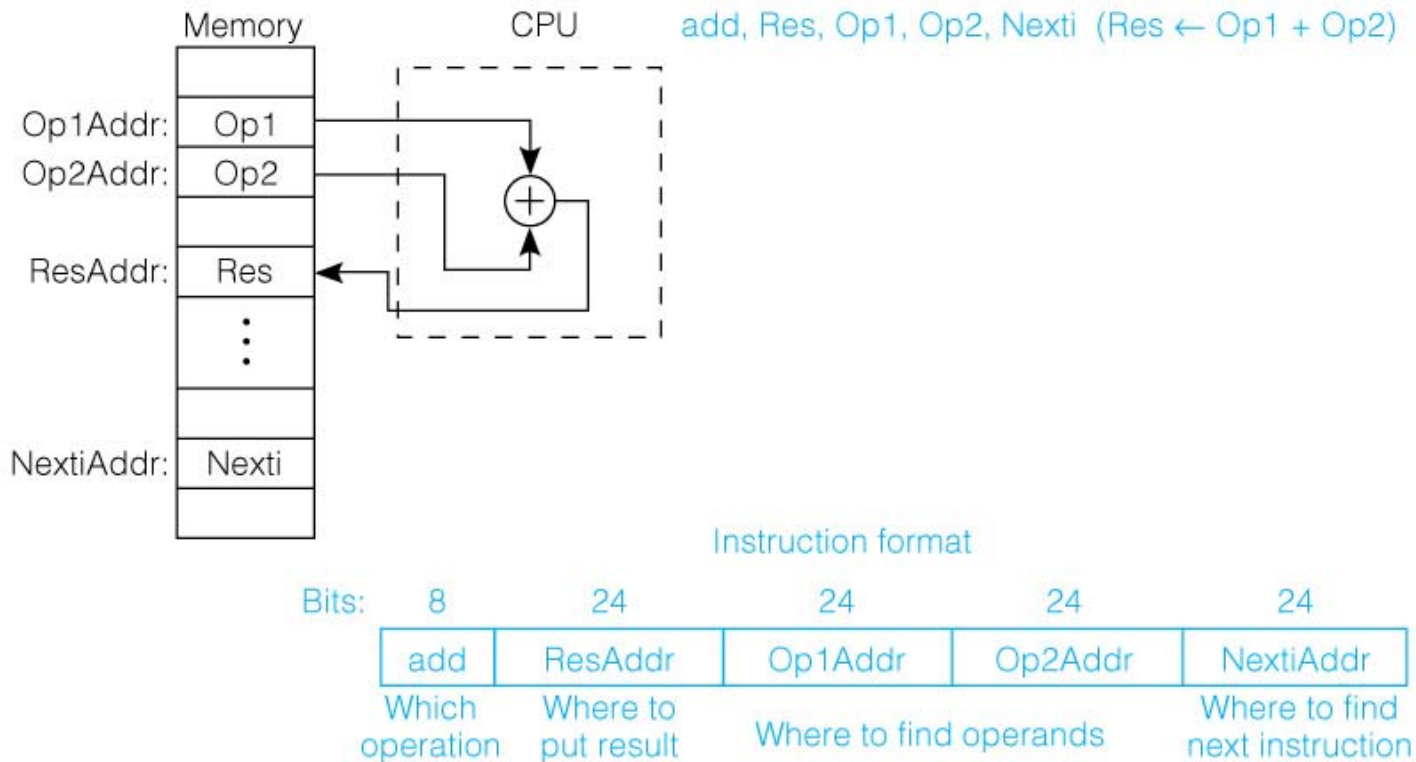 Memory CPU add, Res, Op1, Op2, Nexti (Res ← Op1 + Op2)
Op1Addr: Op1
Op2Addr: Op2
+
ResAddr: Res
NextiAddr: Nexti
Instruction format
Bits: 8 24 24 24 24
add ResAddr Op1Addr Op2Addr NextiAddr
Which operation
Where to put result
Where to find operands
Where to find next instruction